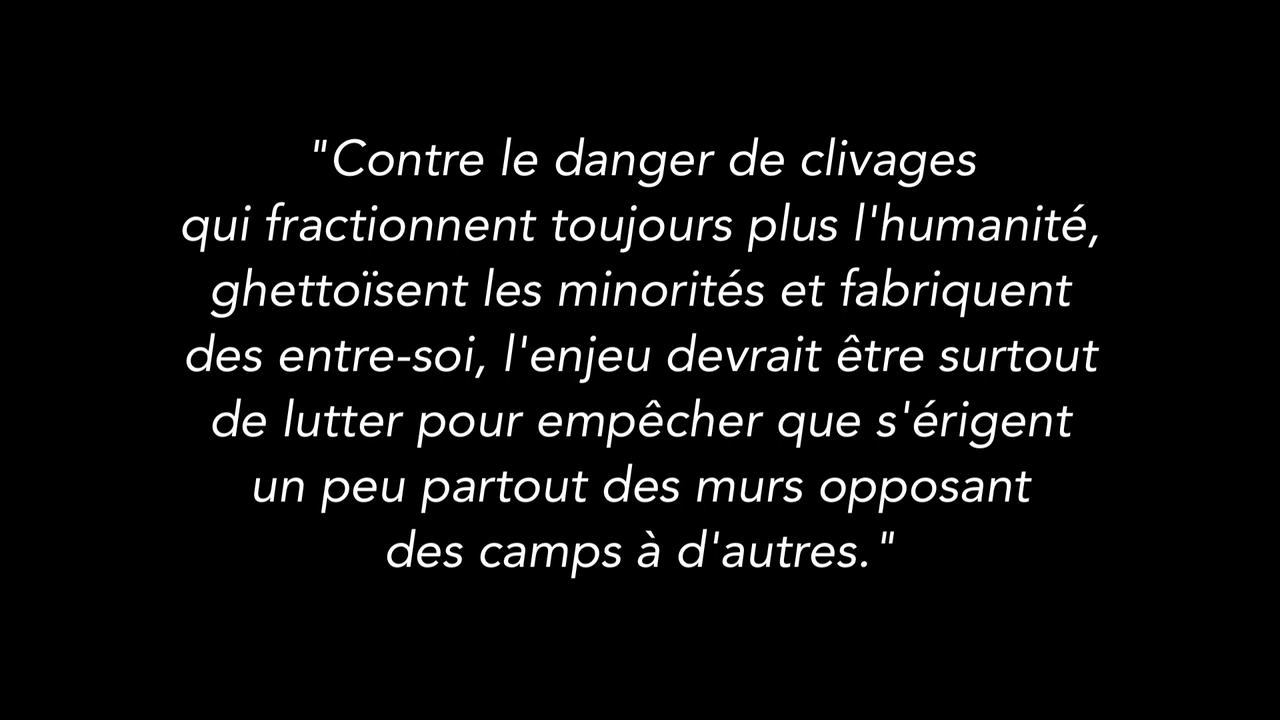 "Contre le danger de clivages
qui fractionnent toujours plus l'humanité,
ghettoïsent les minorités et fabriquent
des entre-soi, l'enjeu devrait être surtout
de lutter pour empêcher que s'érigent
un peu partout des murs opposant
des camps à d'autres."